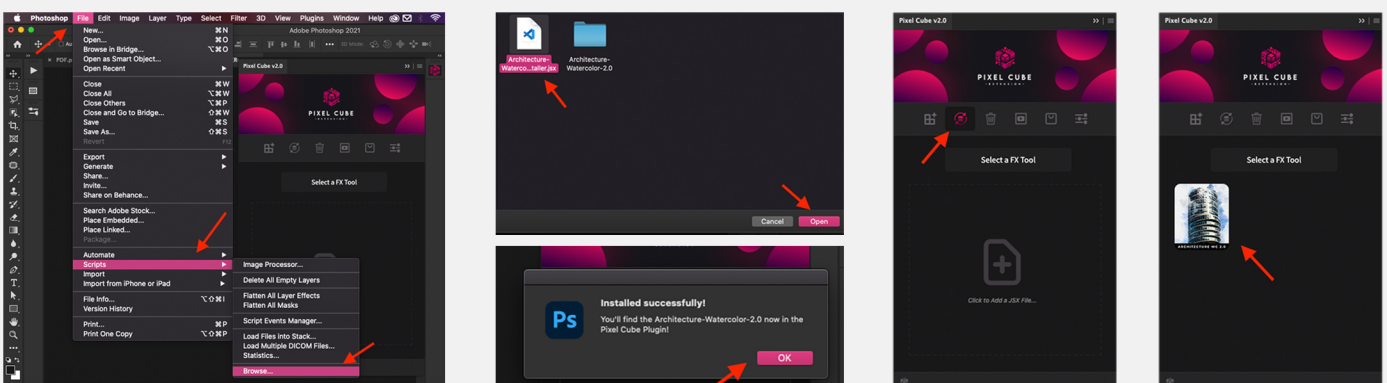 Photoshop File Edit Image Layer Type Select Filter 3D View Plugins Window Help
Adobe Photoshop 2021
New... ⌘N
Open... ⌘O
Browse in Bridge... ⌥⌘O
Open as Smart Object...
Open Recent
Close ⌘W
Close All ⌥⌘W
Close Others ⌥⌘P
Close and Go to Bridge... ⇧⌘W
Save ⌘S
Save As... ⇧⌘S
Revert F12
Export
Generate
Share...
Invite...
Share on Behance...
Search Adobe Stock...
Place Embedded...
Place Linked...
Package...
Automate
Scripts
Import
Import from iPhone or iPad
File Info... ⌥⇧⌘I
Version History
Print... ⌘P
Print One Copy ⌥⇧⌘P
Image Processor...
Delete All Empty Layers
Flatten All Layer Effects
Flatten All Masks
Script Events Manager...
Load Files into Stack...
Load Multiple DICOM Files...
Statistics...
Browse...
3D Mode
Pixel Cube v2.0
PIXEL CUBE
Select a FX Tool
Architecture-
Waterco...taller.jsx
Architecture-
Watercolor-2.0
Cancel
Open
Ps
Installed successfully!
You'll find the Architecture-Watercolor-2.0 now in the
Pixel Cube Plugin!
OK
Pixel Cube v2.0
PIXEL CUBE
Select a FX Tool
Click to Add a JSX File...
Pixel Cube v2.0
PIXEL CUBE
Select a FX Tool
ARCHITECTURE WC 2.0